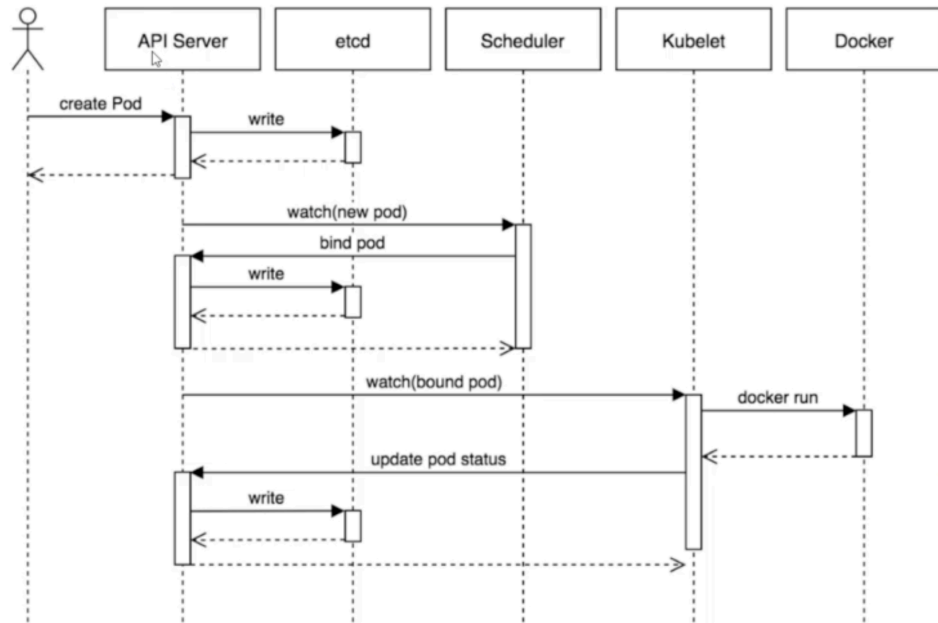 API Server
etcd
Scheduler
Kubelet
Docker
create Pod
write
watch(new pod)
bind pod
write
watch(bound pod)
docker run
update pod status
write